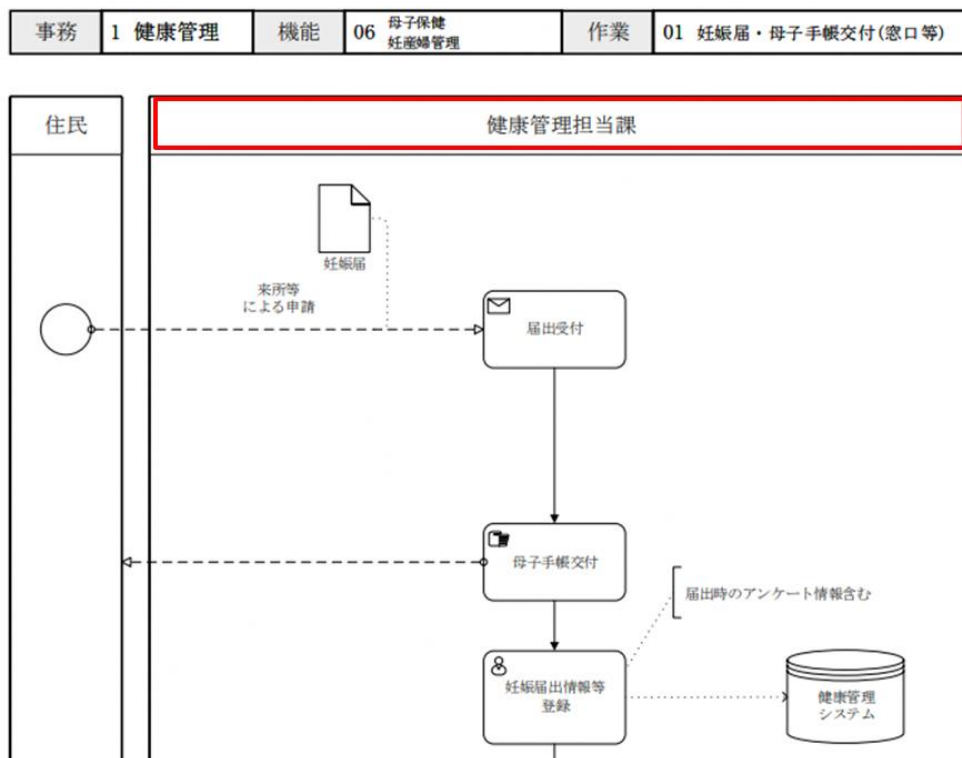 事務 1 健康管理 機能 06 母子保健 作業 01 妊娠届・母子手帳交付(窓口等)
妊産婦管理
住民 健康管理担当課
妊娠届
来所等
による申請
届出受付
母子手帳交付
届出時のアンケート情報含む
妊娠届出情報等
登録
健康管理
システム